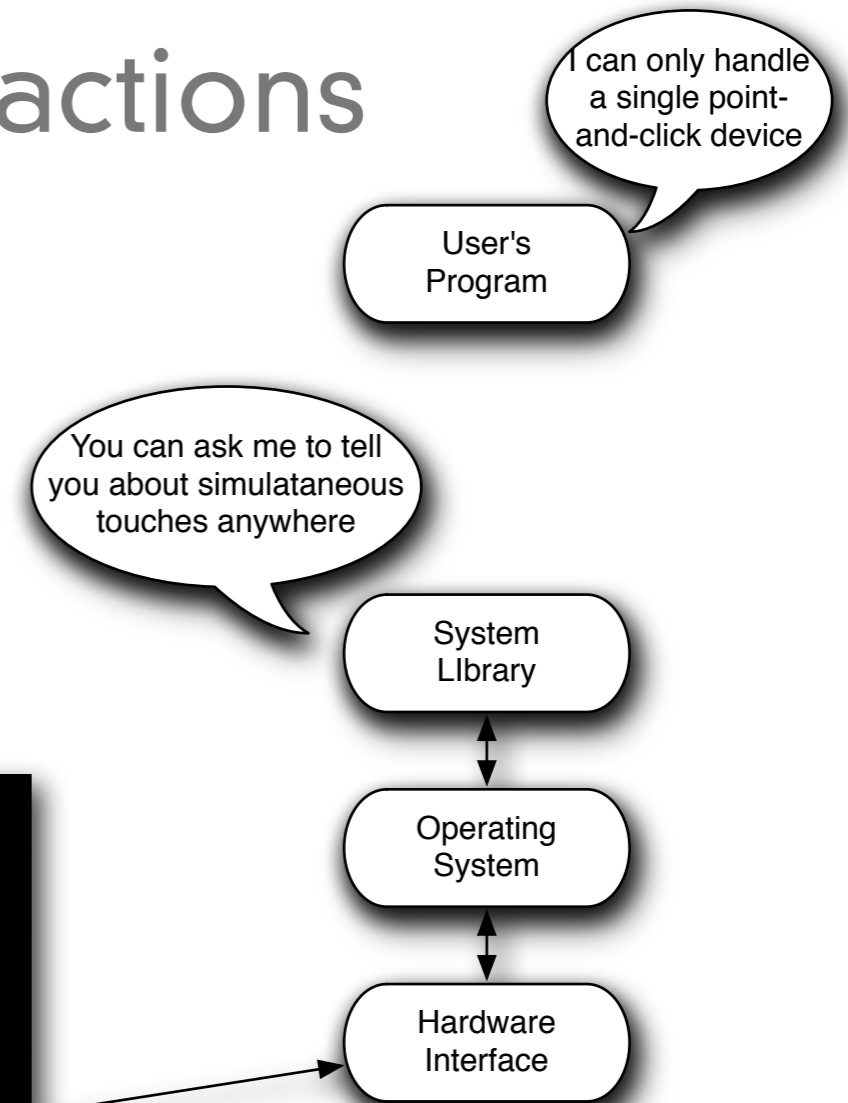 actions
I can only handle
a single point-
and-click device
User's
Program
You can ask me to tell
you about simulataneous
touches anywhere
System
LIbrary
Operating
System
Hardware
Interface